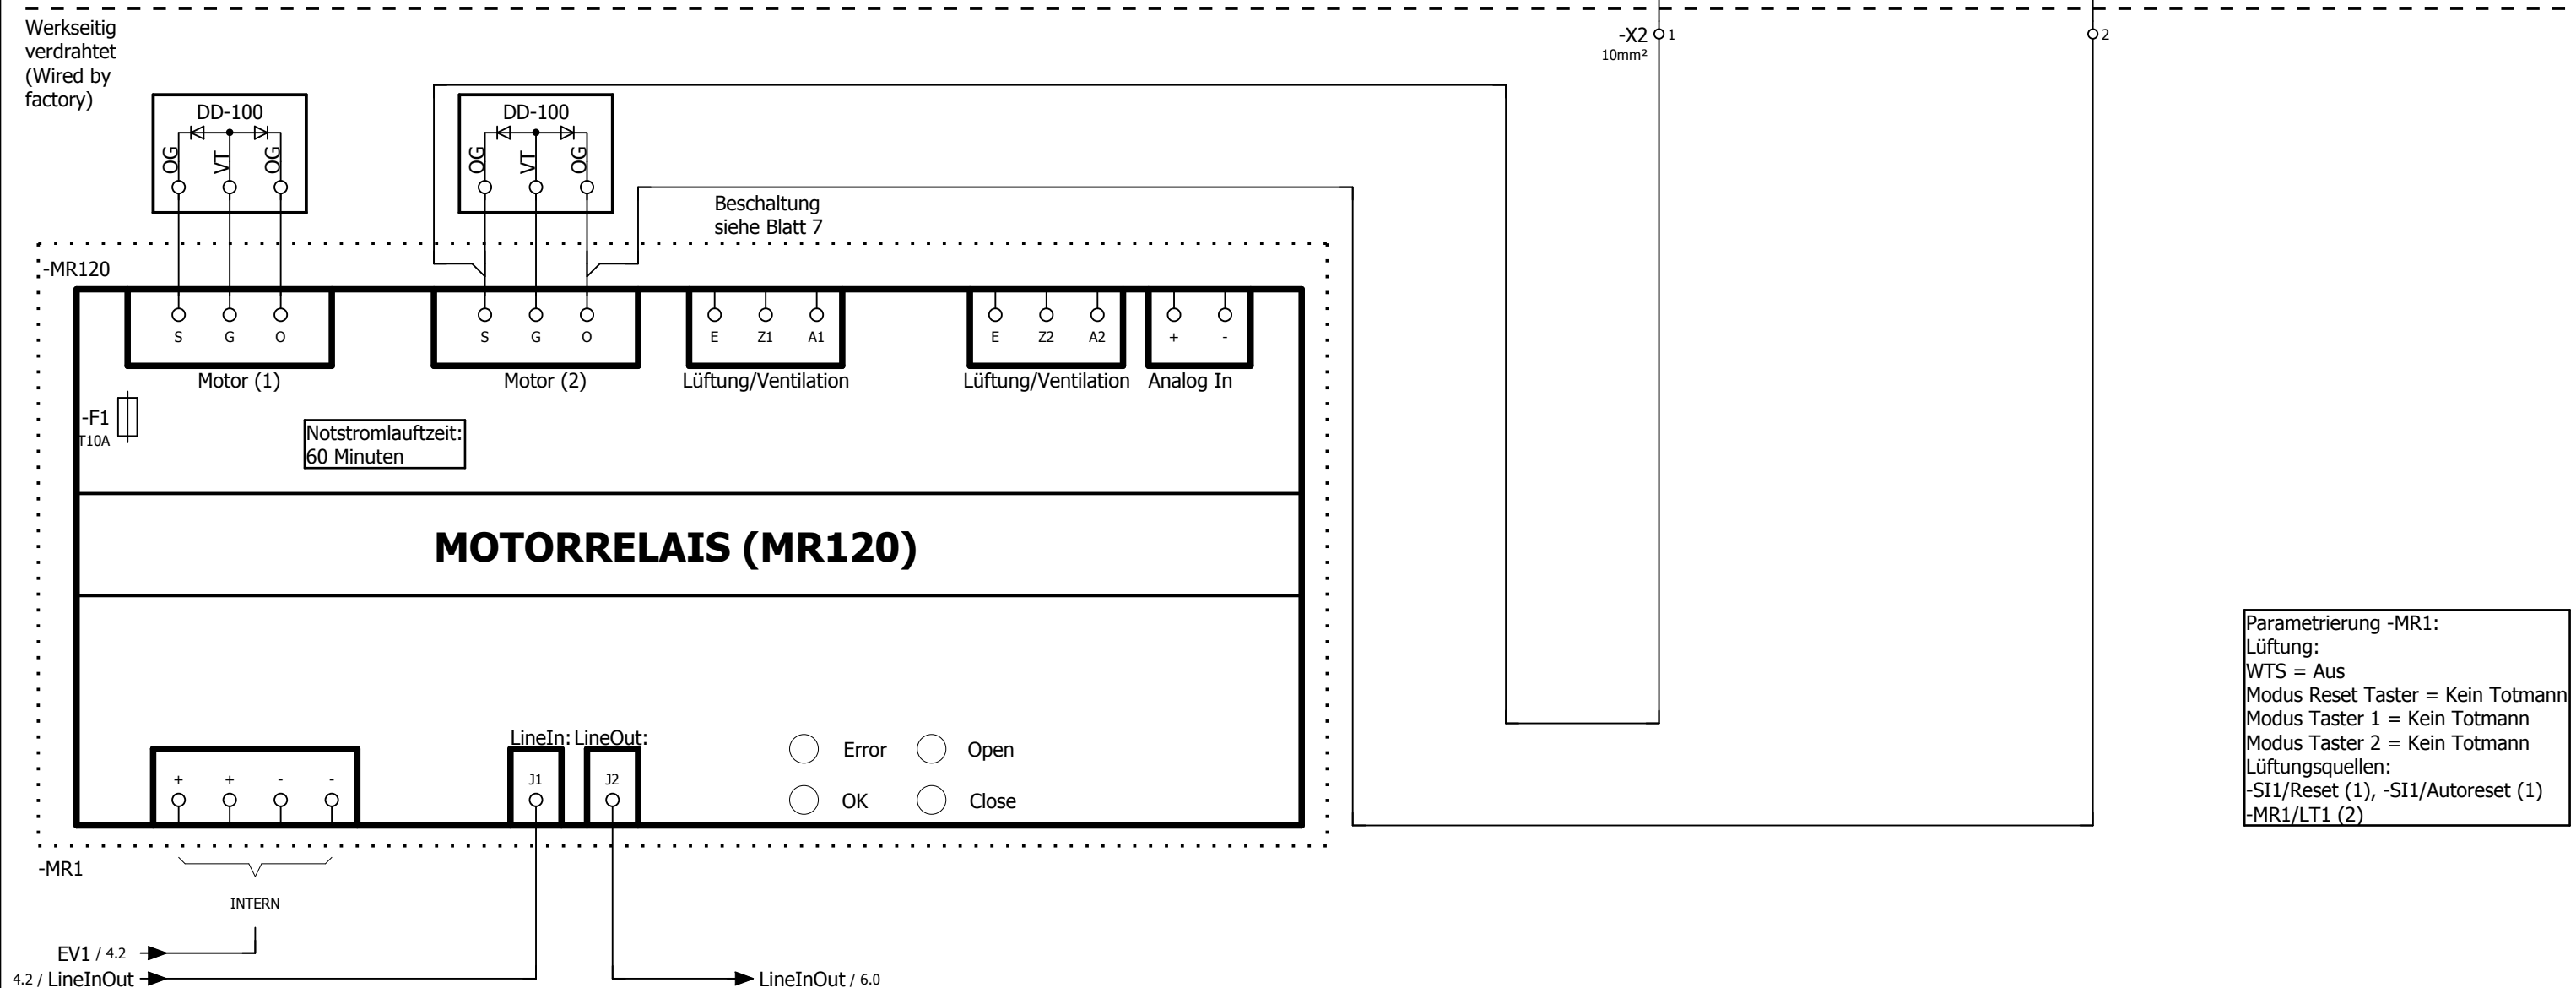 Werkseitig
verdrahtet
(Wired by
factory)
-X2 1
10mm²
2
DD-100
OG VT OG
DD-100
OG VT OG
Beschaltung
siehe Blatt 7
-MR120
S G O
Motor (1)
S G O
Motor (2)
E Z1 A1
Lüftung/Ventilation
E Z2 A2
Lüftung/Ventilation
+ -
Analog In
-F1
T10A
Notstromlaufzeit:
60 Minuten
MOTORRELAIS (MR120)
Parametrierung -MR1:
Lüftung:
WTS = Aus
Modus Reset Taster = Kein Totmann
Modus Taster 1 = Kein Totmann
Modus Taster 2 = Kein Totmann
Lüftungsquellen:
-SI1/Reset (1), -SI1/Autoreset (1)
-MR1/LT1 (2)
+ + - -
LineIn: LineOut:
J1 J2
Error Open
OK Close
-MR1
INTERN
EV1 / 4.2
4.2 / LineInOut
LineInOut / 6.0